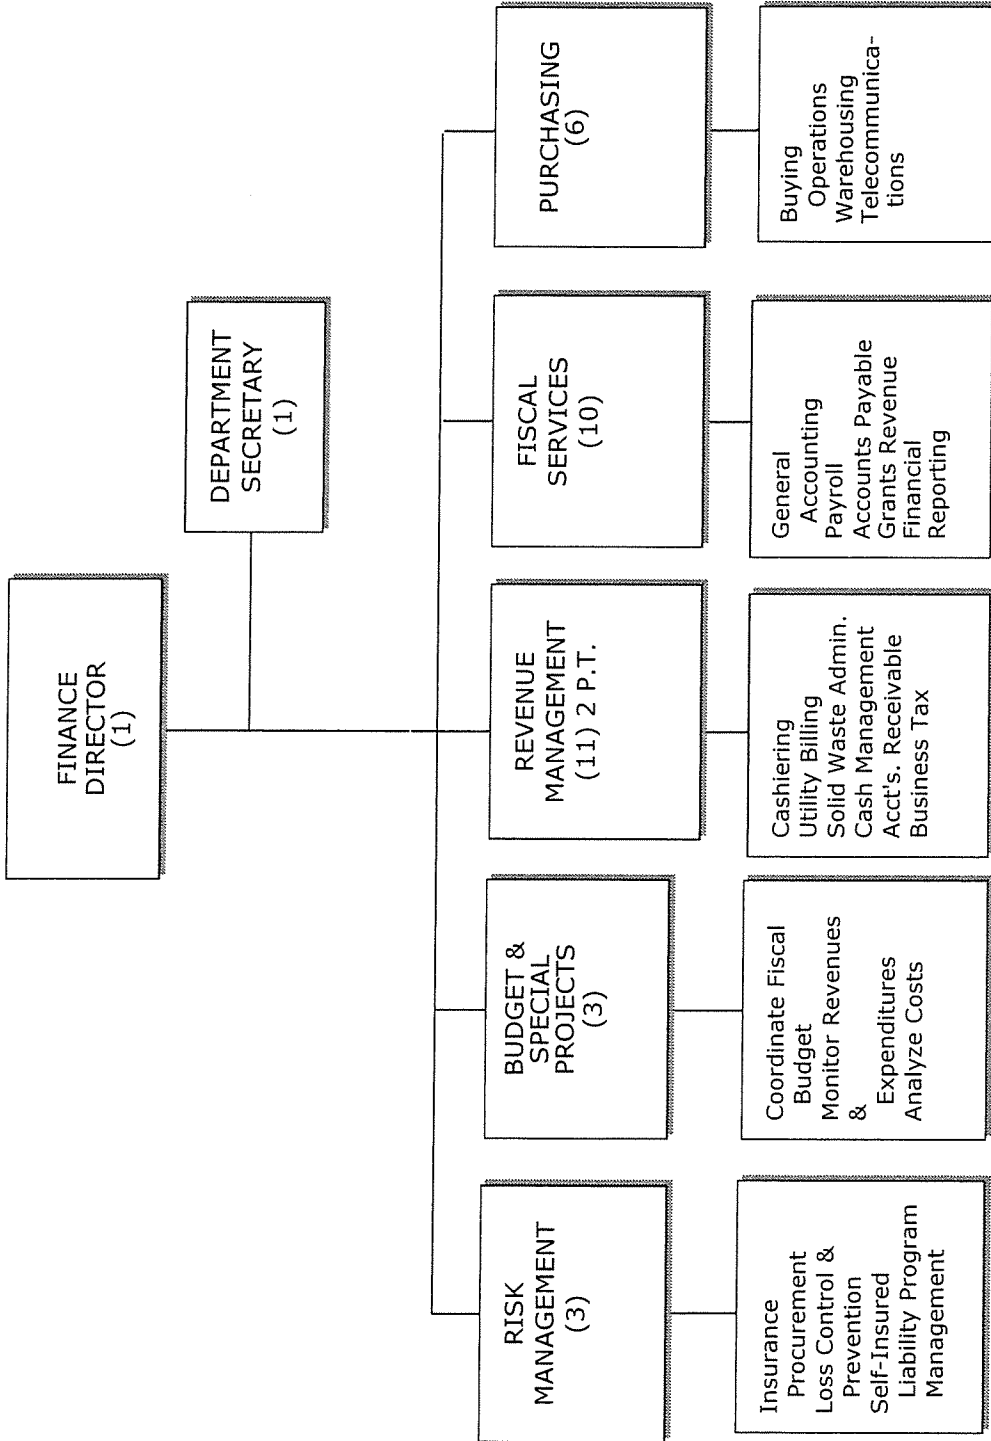 FINANCE
DIRECTOR
(1)
DEPARTMENT
SECRETARY
(1)
RISK
MANAGEMENT
(3)
BUDGET &
SPECIAL
PROJECTS
(3)
REVENUE
MANAGEMENT
(11) 2 P.T.
FISCAL
SERVICES
(10)
PURCHASING
(6)
Insurance
Procurement
Loss Control &
Prevention
Self-Insured
Liability Program
Management
Coordinate Fiscal
Budget
Monitor Revenues
&
Expenditures
Analyze Costs
Cashiering
Utility Billing
Solid Waste Admin.
Cash Management
Acct's. Receivable
Business Tax
General
Accounting
Payroll
Accounts Payable
Grants Revenue
Financial
Reporting
Buying
Operations
Warehousing
Telecommunica-
tions